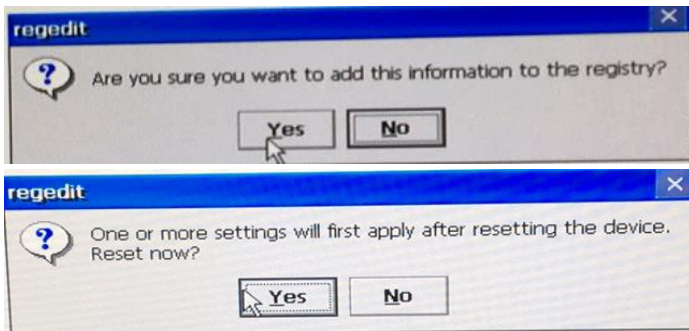 regedit
Are you sure you want to add this information to the registry?
Yes No
regedit
One or more settings will first apply after resetting the device.
Reset now?
Yes No